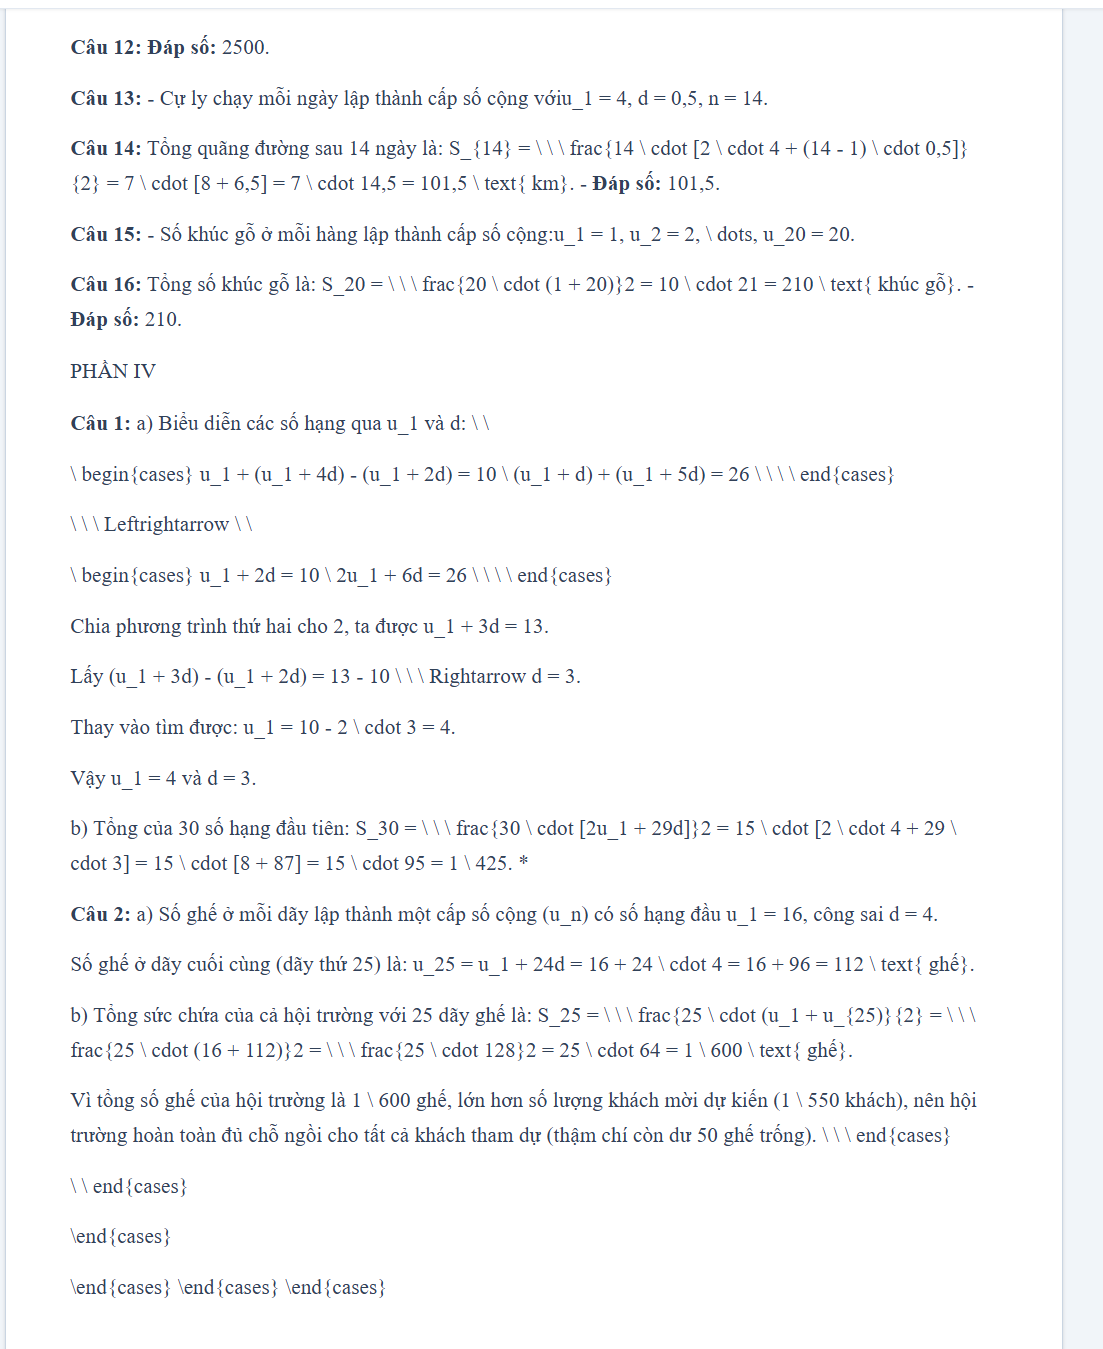 Câu 12: Đáp số: 2500.
Câu 13: - Cự ly chạy mỗi ngày lập thành cấp số cộng vớiu_1 = 4, d = 0,5, n = 14.
Câu 14: Tổng quãng đường sau 14 ngày là: S_{14} = \ \ \ frac{14 \ cdot [2 \ cdot 4 + (14 - 1) \ cdot 0,5]}
{2} = 7 \ cdot [8 + 6,5] = 7 \ cdot 14,5 = 101,5 \ text{ km}. - Đáp số: 101,5.
Câu 15: - Số khúc gỗ ở mỗi hàng lập thành cấp số cộng:u_1 = 1, u_2 = 2, \ dots, u_20 = 20.
Câu 16: Tổng số khúc gỗ là: S_20 = \ \ \ frac{20 \ cdot (1 + 20)}2 = 10 \ cdot 21 = 210 \ text{ khúc gỗ}. -
Đáp số: 210.
PHẦN IV
Câu 1: a) Biểu diễn các số hạng qua u_1 và d: \ \
\ begin{cases} u_1 + (u_1 + 4d) - (u_1 + 2d) = 10 \ (u_1 + d) + (u_1 + 5d) = 26 \ \ \ \ end{cases}
\ \ \ Leftrightarrow \ \
\ begin{cases} u_1 + 2d = 10 \ 2u_1 + 6d = 26 \ \ \ \ end{cases}
Chia phương trình thứ hai cho 2, ta được u_1 + 3d = 13.
Lấy (u_1 + 3d) - (u_1 + 2d) = 13 - 10 \ \ \ Rightarrow d = 3.
Thay vào tìm được: u_1 = 10 - 2 \ cdot 3 = 4.
Vậy u_1 = 4 và d = 3.
b) Tổng của 30 số hạng đầu tiên: S_30 = \ \ \ frac{30 \ cdot [2u_1 + 29d]}2 = 15 \ cdot [2 \ cdot 4 + 29 \
cdot 3] = 15 \ cdot [8 + 87] = 15 \ cdot 95 = 1 \ 425. *
Câu 2: a) Số ghế ở mỗi dãy lập thành một cấp số cộng (u_n) có số hạng đầu u_1 = 16, công sai d = 4.
Số ghế ở dãy cuối cùng (dãy thứ 25) là: u_25 = u_1 + 24d = 16 + 24 \ cdot 4 = 16 + 96 = 112 \ text{ ghế}.
b) Tổng sức chứa của cả hội trường với 25 dãy ghế là: S_25 = \ \ \ frac{25 \ cdot (u_1 + u_{25)}{2} = \ \ \
frac{25 \ cdot (16 + 112)}2 = \ \ \ frac{25 \ cdot 128}2 = 25 \ cdot 64 = 1 \ 600 \ text{ ghế}.
Vì tổng số ghế của hội trường là 1 \ 600 ghế, lớn hơn số lượng khách mời dự kiến (1 \ 550 khách), nên hội
trường hoàn toàn đủ chỗ ngồi cho tất cả khách tham dự (thậm chí còn dư 50 ghế trống). \ \ \ end{cases}
\ \ end{cases}
\end{cases}
\end{cases} \end{cases} \end{cases}